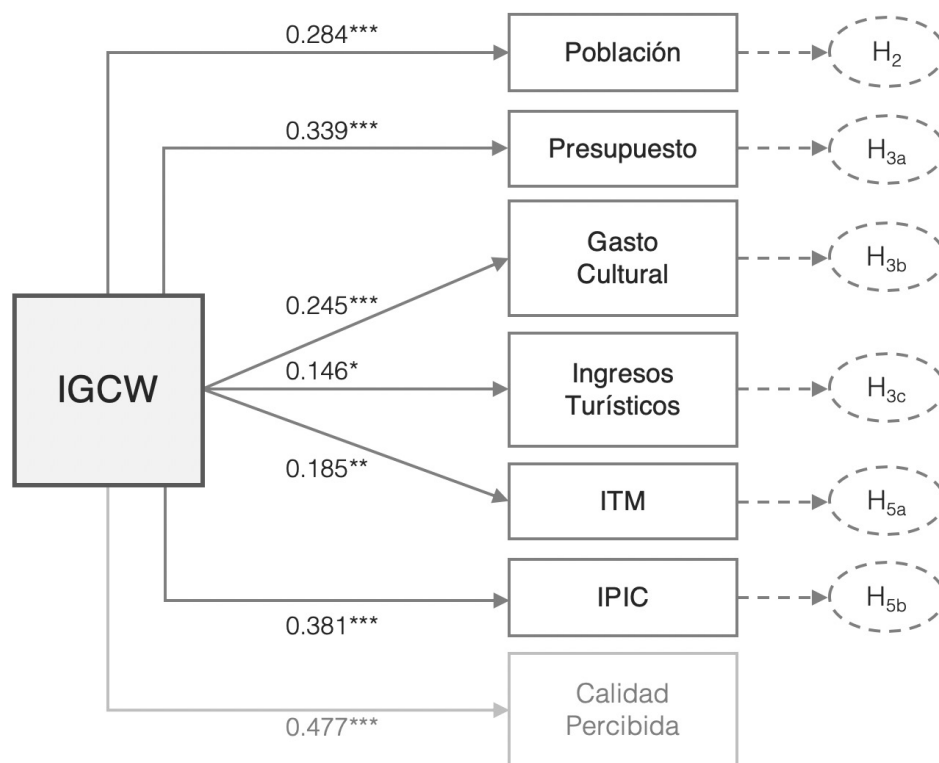 0.284***
Población
H2
0.339***
Presupuesto
H3a
Gasto
Cultural
H3b
0.245***
IGCW
0.146*
Ingresos
Turísticos
H3c
0.185**
ITM
H5a
IPIC
H5b
0.381***
Calidad
Percibida
0.477***